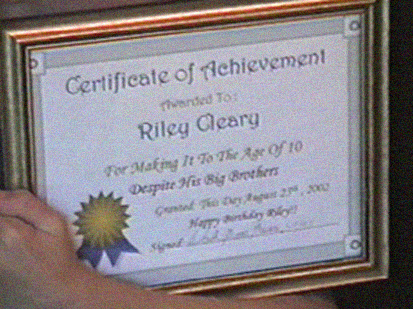 Certificate of Achievement
Awarded To:
Riley Cleary
For Making It To The Age Of 10
Despite His Big Brothers
Granted: This Day August 25th, 2002
Happy Birthday Riley!!
Signed: